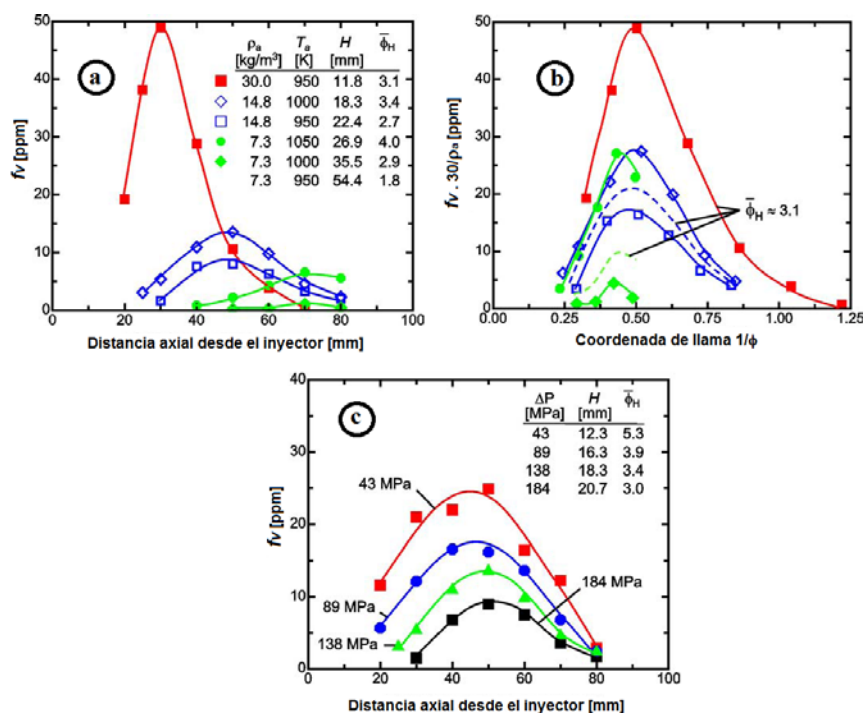 a
ρa Ta H ϕ̄H
[kg/m³] [K] [mm]
30.0 950 11.8 3.1
14.8 1000 18.3 3.4
14.8 950 22.4 2.7
7.3 1050 26.9 4.0
7.3 1000 35.5 2.9
7.3 950 54.4 1.8
fv [ppm]
50
40
30
20
10
0
0 20 40 60 80 100
Distancia axial desde el inyector [mm]
b
fv . 30/ρa [ppm]
50
40
30
20
10
0
ϕ̄H ≈ 3.1
0.00 0.25 0.50 0.75 1.00 1.25
Coordenada de llama 1/ϕ
c
ΔP H ϕ̄H
[MPa] [mm]
43 12.3 5.3
89 16.3 3.9
138 18.3 3.4
184 20.7 3.0
fv [ppm]
40
30
20
10
0
43 MPa
184 MPa
89 MPa
138 MPa
0 20 40 60 80 100
Distancia axial desde el inyector [mm]